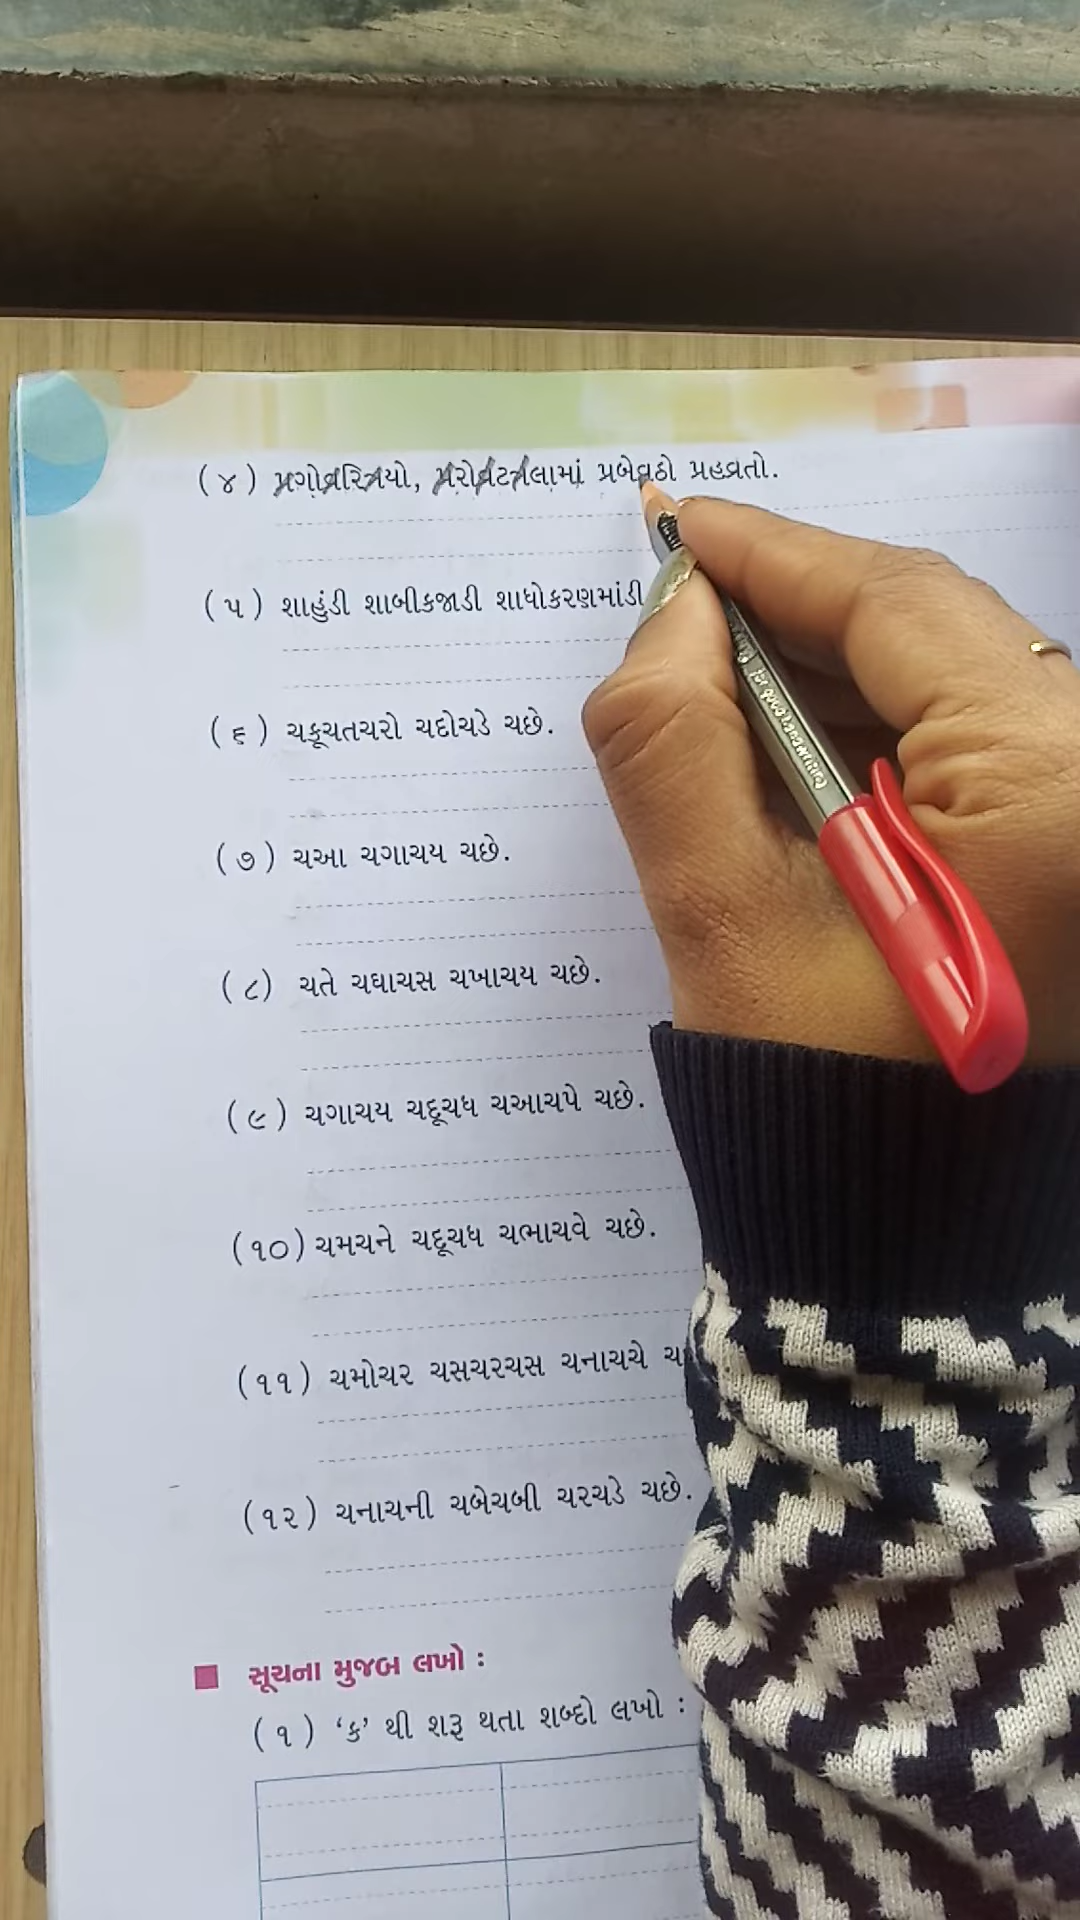 (૪) પ્રગોવ્રરિત્રયો, પ્રરોવ્રટત્રલામાં પ્રબેવ્રઠો પ્રહવ્રતો.
(૫) શાહુંડી શાબીકજાડી શાધોકરણમાંડી
(૬) ચકૂચતચરો ચદોચડે ચછે.
(૭) ચઆ ચગાચય ચછે.
(૮) ચતે ચઘાચસ ચખાચય ચછે.
(૯) ચગાચય ચદૂચધ ચઆચપે ચછે.
(૧૦) ચમચને ચદૂચધ ચભાચવે ચછે.
(૧૧) ચમોચર ચસચરચસ ચનાચચે
(૧૨) ચનાચની ચબેચબી ચરચડે ચછે.
સૂચના મુજબ લખો :
(૧) ‘ક’ થી શરૂ થતા શબ્દો લખો :